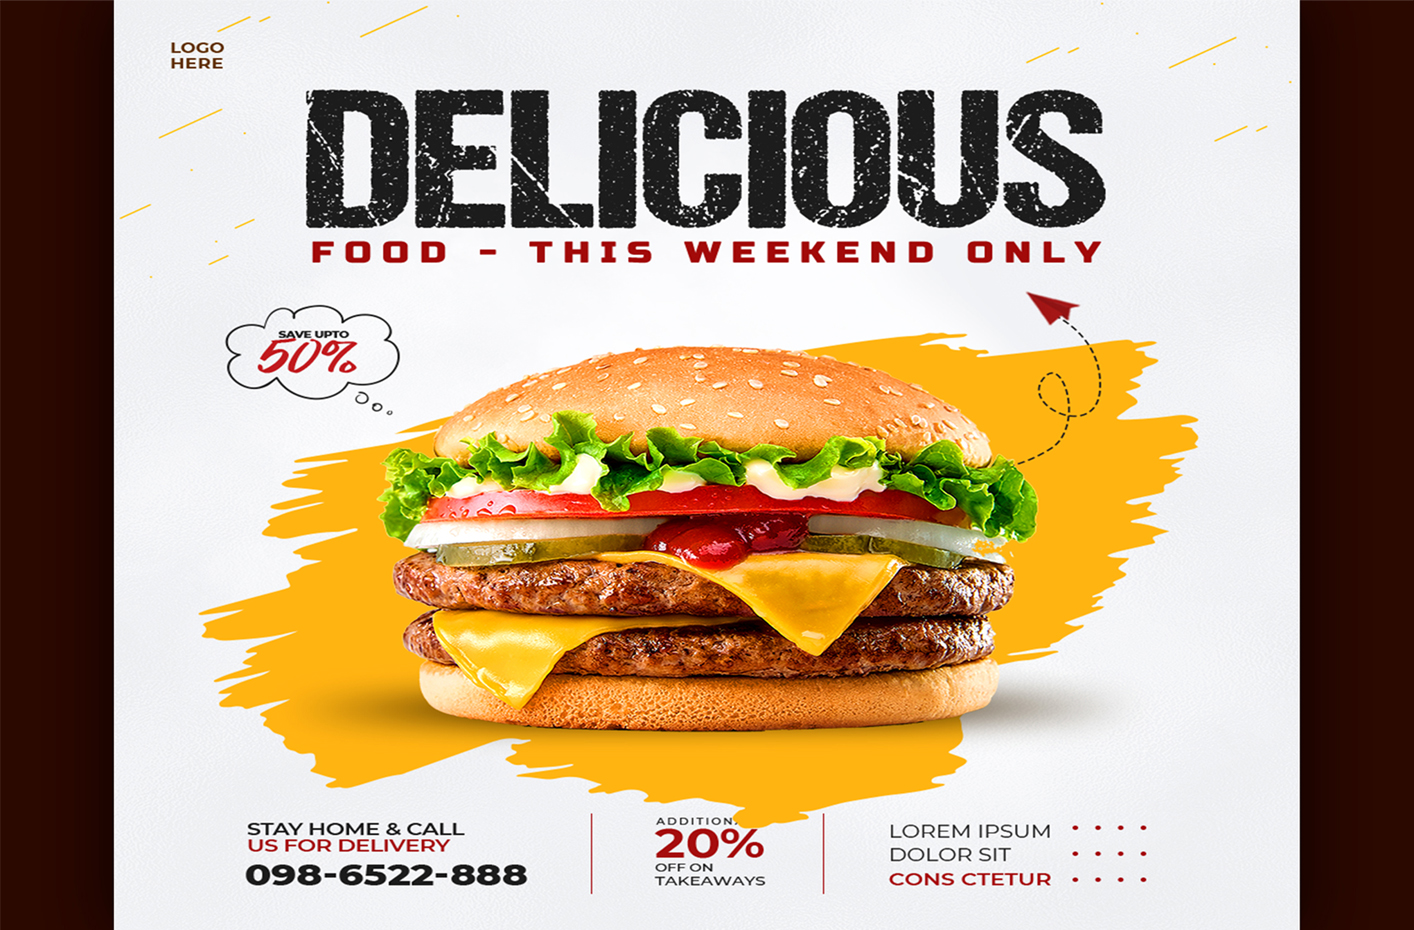 LOGO
HERE
DELICIOUS
FOOD - THIS WEEKEND ONLY
SAVE UPTO
50%
STAY HOME & CALL
US FOR DELIVERY
098-6522-888
ADDITION
20%
OFF ON
TAKEAWAYS
LOREM IPSUM
DOLOR SIT
CONS CTETUR